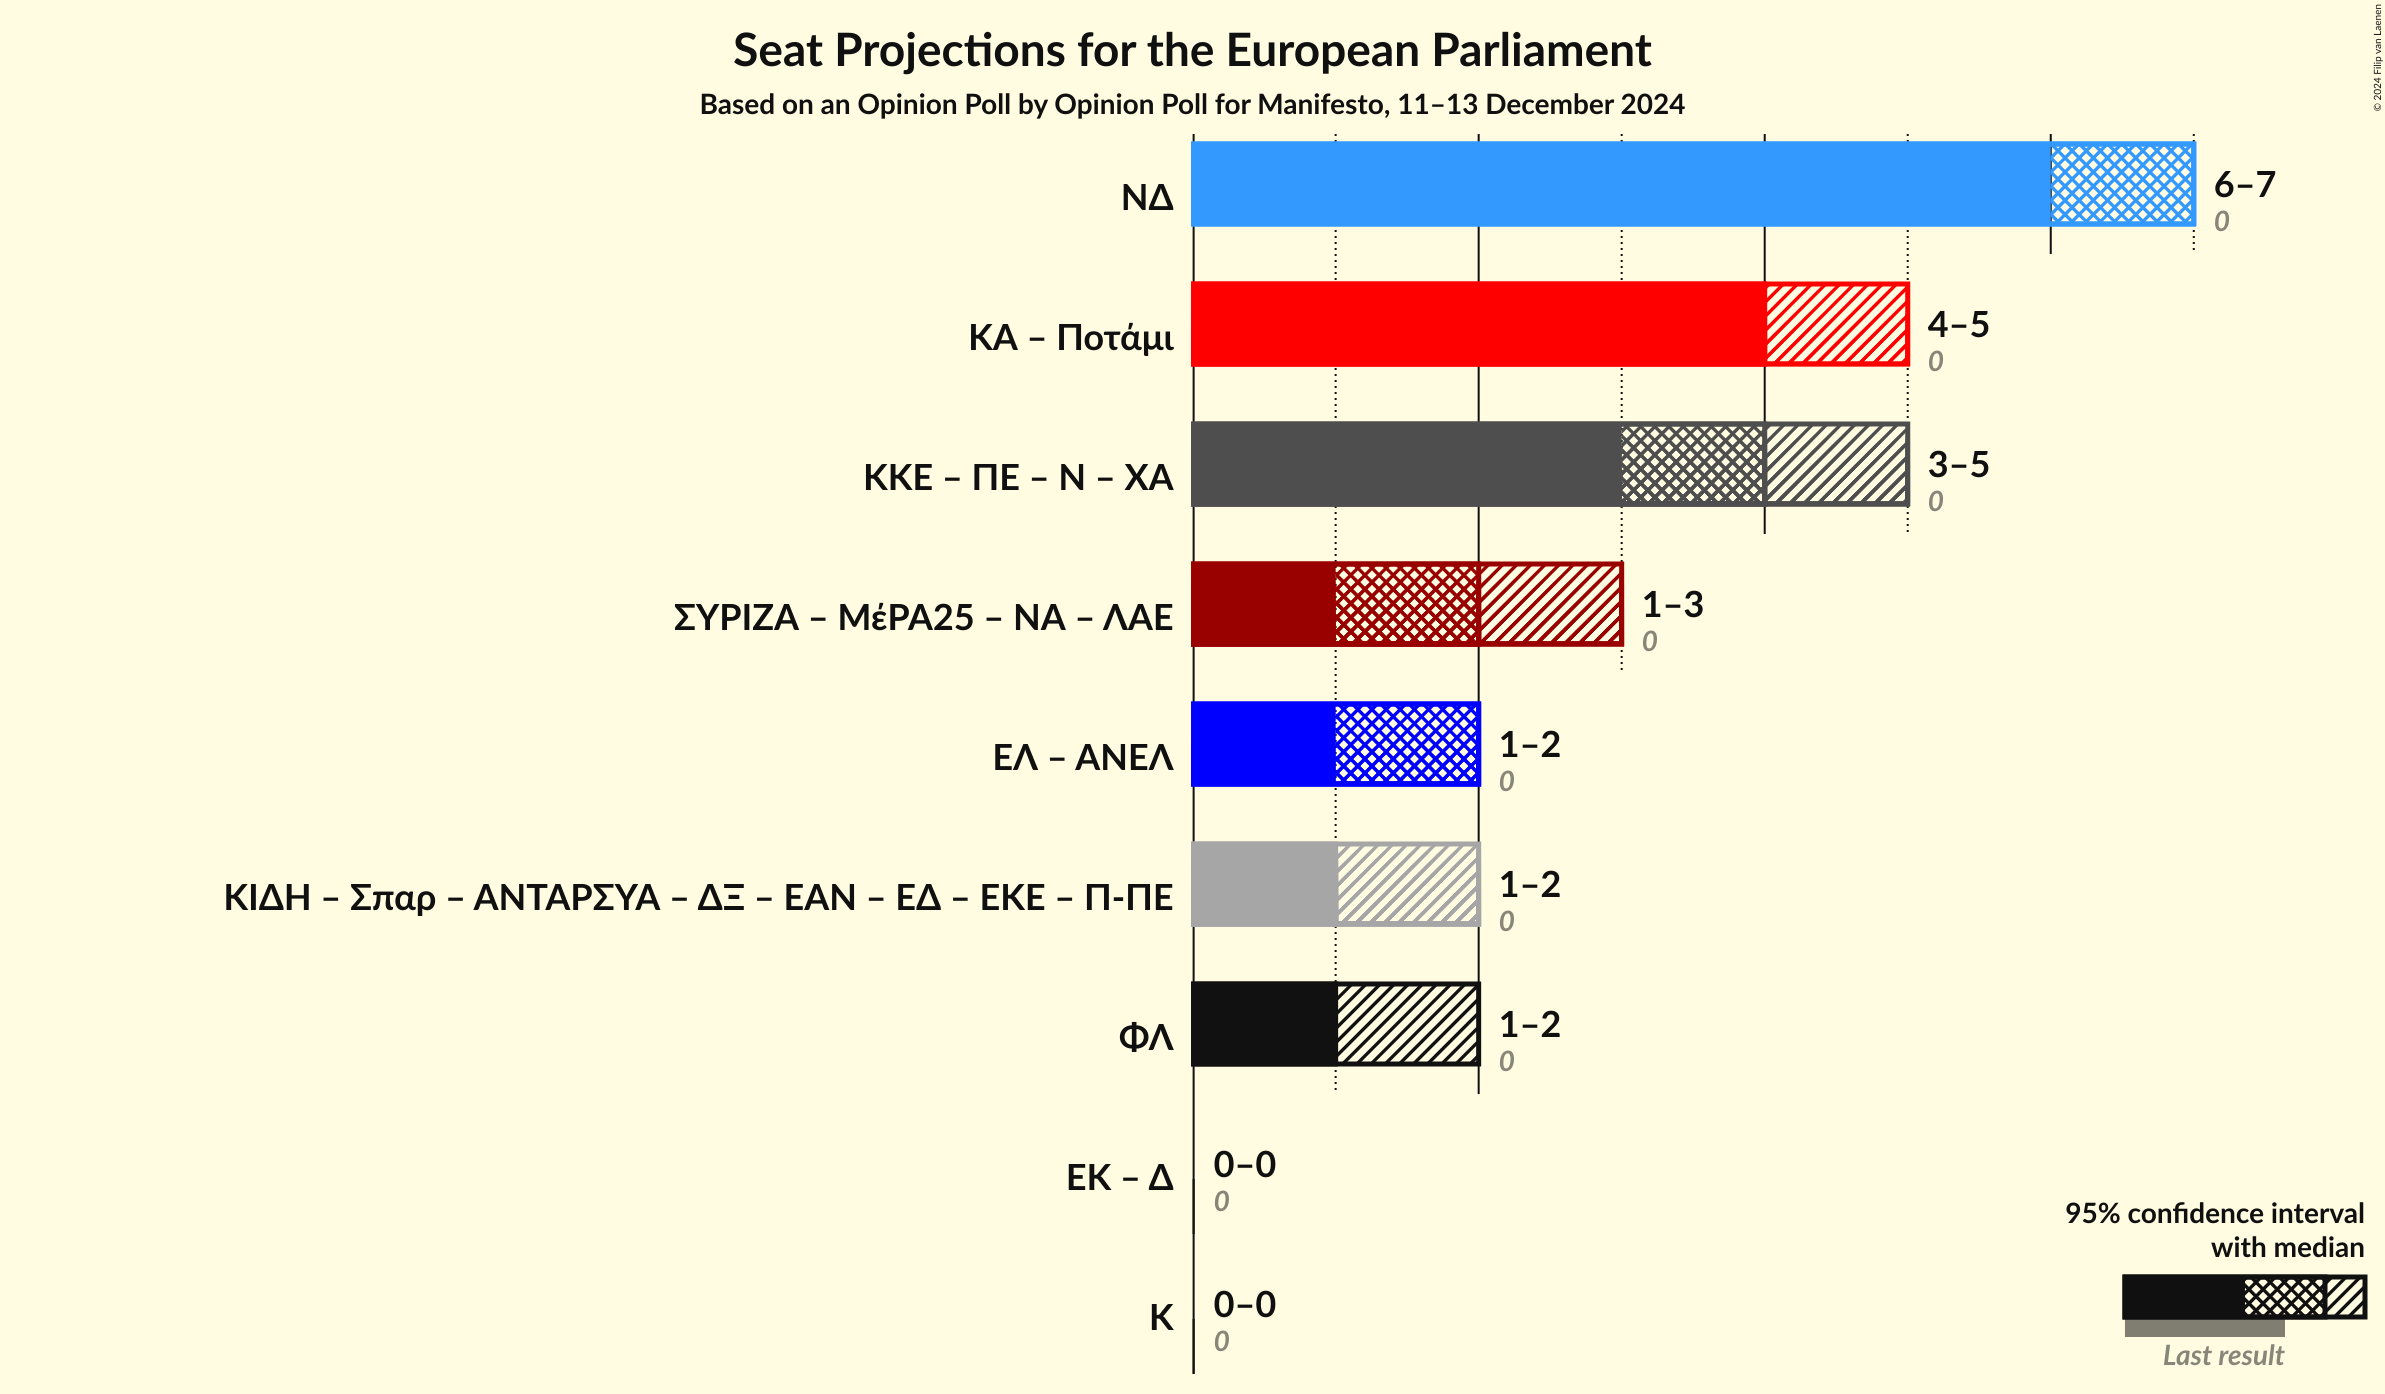 Seat Projections for the European Parliament
Based on an Opinion Poll by Opinion Poll for Manifesto, 11–13 December 2024
© 2024 Filip van Laenen
ΝΔ
6–7
0
ΚΑ – Ποτάμι
4–5
0
ΚΚΕ – ΠΕ – Ν – ΧΑ
3–5
0
ΣΥΡΙΖΑ – ΜέΡΑ25 – ΝΑ – ΛΑΕ
1–3
0
ΕΛ – ΑΝΕΛ
1–2
0
ΚΙΔΗ – Σπαρ – ΑΝΤΑΡΣΥΑ – ΔΞ – ΕΑΝ – ΕΔ – ΕΚΕ – Π-ΠΕ
1–2
0
ΦΛ
1–2
0
ΕΚ – Δ
0–0
0
Κ
0–0
0
95% confidence interval
with median
Last result